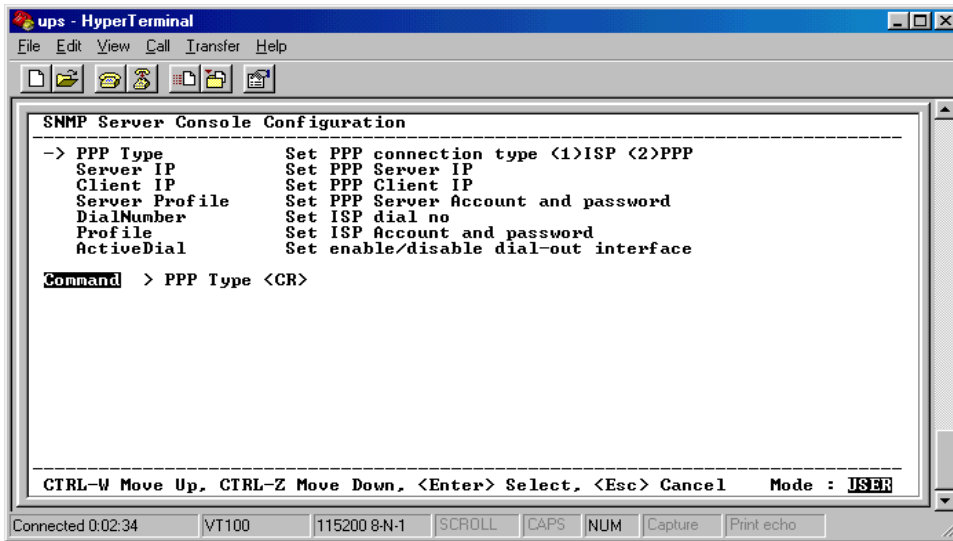 ups - HyperTerminal
File Edit View Call Transfer Help
SNMP Server Console Configuration
-> PPP Type Set PPP connection type <1>ISP <2>PPP
Server IP Set PPP Server IP
Client IP Set PPP Client IP
Server Profile Set PPP Server Account and password
DialNumber Set ISP dial no
Profile Set ISP Account and password
ActiveDial Set enable/disable dial-out interface
Command > PPP Type <CR>
CTRL-W Move Up, CTRL-Z Move Down, <Enter> Select, <Esc> Cancel Mode : USER
Connected 0:02:34 VT100 115200 8-N-1 SCROLL CAPS NUM Capture Print echo